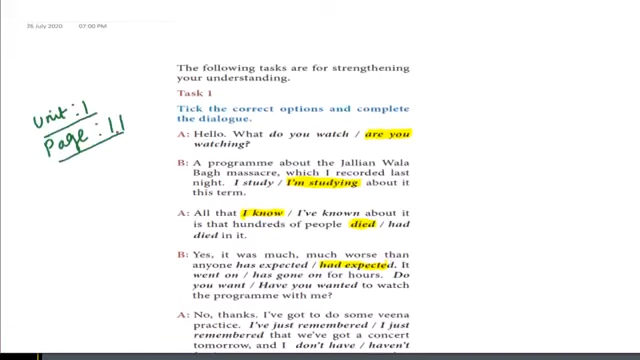 26 July 2020 07:00 PM
The following tasks are for strengthening
your understanding.
Task 1
Tick the correct options and complete
the dialogue.
Unit : 1
Page : 11
A: Hello. What do you watch / are you
watching?
B: A programme about the Jallian Wala
Bagh massacre, which I recorded last
night. I study / I'm studying about it
this term.
A: All that I know / I've known about it
is that hundreds of people died / had
died in it.
B: Yes, it was much, much worse than
anyone has expected / had expected. It
went on / has gone on for hours. Do
you want / Have you wanted to watch
the programme with me?
A: No, thanks. I've got to do some veena
practice. I've just remembered / I just
remembered that we've got a concert
tomorrow, and I don't have / haven't